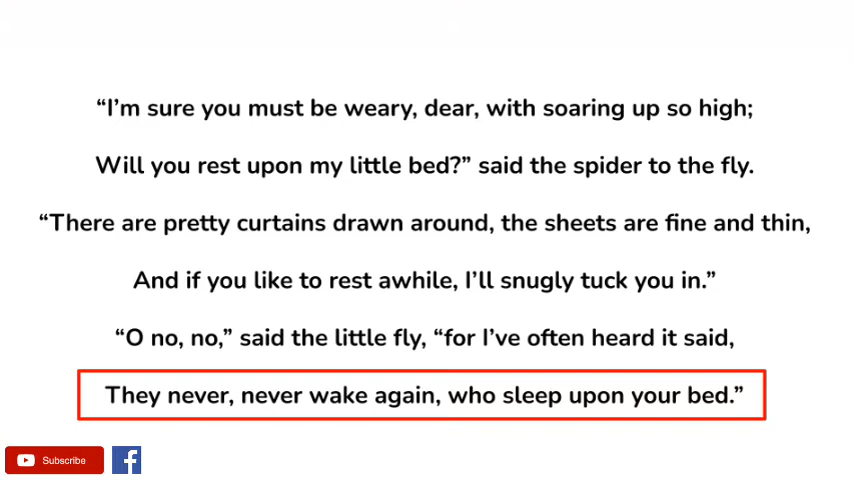 “I’m sure you must be weary, dear, with soaring up so high;
Will you rest upon my little bed?” said the spider to the fly.
“There are pretty curtains drawn around, the sheets are fine and thin,
And if you like to rest awhile, I’ll snugly tuck you in.”
“O no, no,” said the little fly, “for I’ve often heard it said,
They never, never wake again, who sleep upon your bed.”
Subscribe